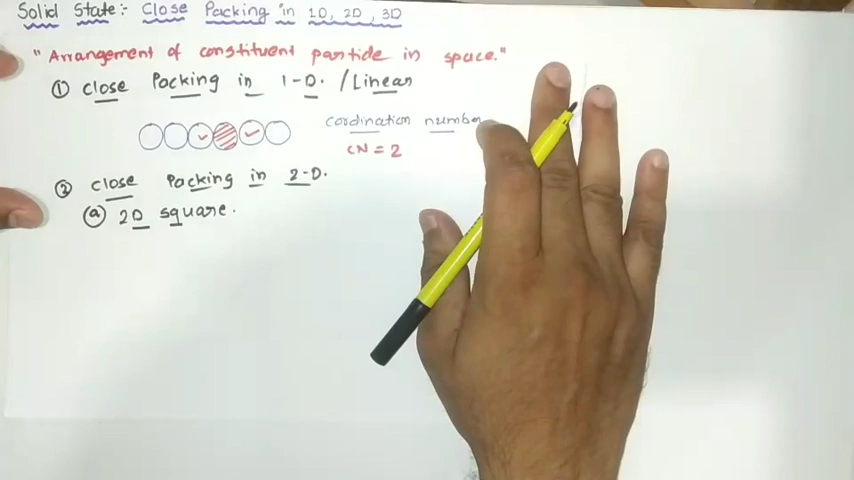 Solid State:- Close Packing in 1D, 2D, 3D
"Arrangement of constituent particle in space."
① close Packing in 1-D. / Linear
cordination number
CN = 2
② close Packing in 2-D.
ⓐ 2D square.